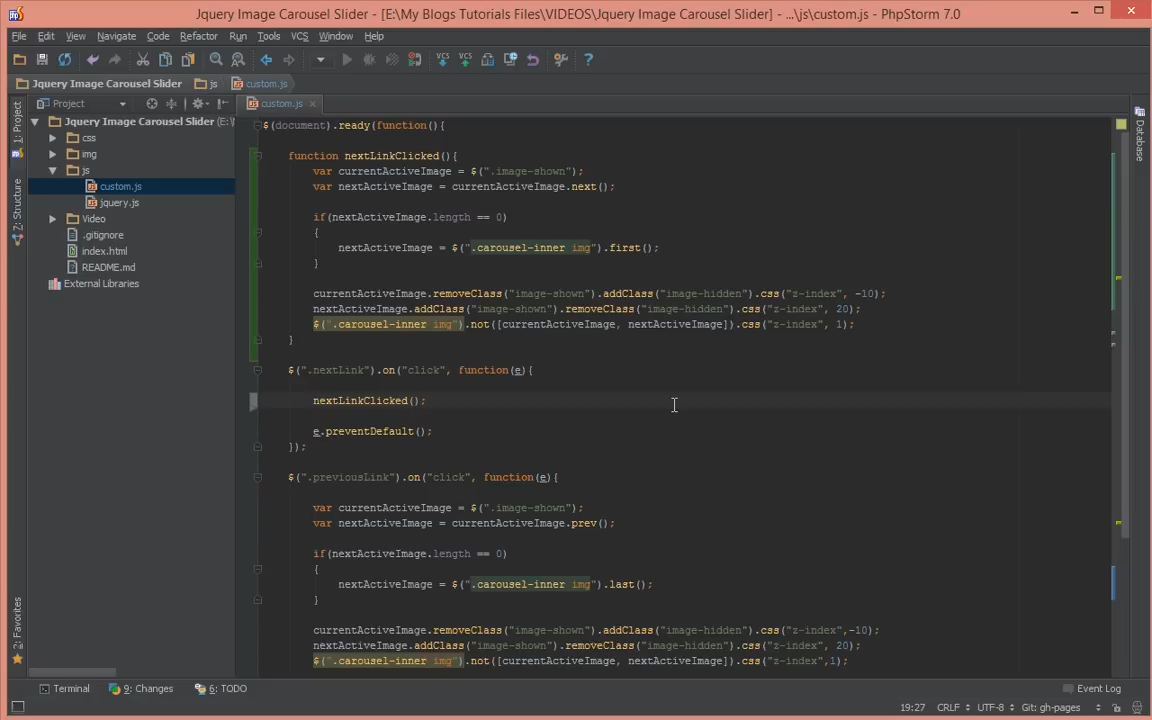 Jquery Image Carousel Slider - [E:\My Blogs Tutorials Files\VIDEOS\Jquery Image Carousel Slider] - ...\js\custom.js - PhpStorm 7.0
File Edit View Navigate Code Refactor Run Tools VCS Window Help
Jquery Image Carousel Slider js custom.js
Project
custom.js
1: Project
Z: Structure
2: Favorites
Database
Jquery Image Carousel Slider (E:\
css
img
js
custom.js
jquery.js
Video
.gitignore
index.html
README.md
External Libraries
$(document).ready(function(){
function nextLinkClicked(){
var currentActiveImage = $(".image-shown");
var nextActiveImage = currentActiveImage.next();
if(nextActiveImage.length == 0)
{
nextActiveImage = $(".carousel-inner img").first();
}
currentActiveImage.removeClass("image-shown").addClass("image-hidden").css("z-index", -10);
nextActiveImage.addClass("image-shown").removeClass("image-hidden").css("z-index", 20);
$(".carousel-inner img").not([currentActiveImage, nextActiveImage]).css("z-index", 1);
}
$(".nextLink").on("click", function(e){
nextLinkClicked();
e.preventDefault();
});
$(".previousLink").on("click", function(e){
var currentActiveImage = $(".image-shown");
var nextActiveImage = currentActiveImage.prev();
if(nextActiveImage.length == 0)
{
nextActiveImage = $(".carousel-inner img").last();
}
currentActiveImage.removeClass("image-shown").addClass("image-hidden").css("z-index",-10);
nextActiveImage.addClass("image-shown").removeClass("image-hidden").css("z-index", 20);
$(".carousel-inner img").not([currentActiveImage, nextActiveImage]).css("z-index",1);
Terminal 9: Changes 6: TODO Event Log
19:27 CRLF UTF-8 Git: gh-pages